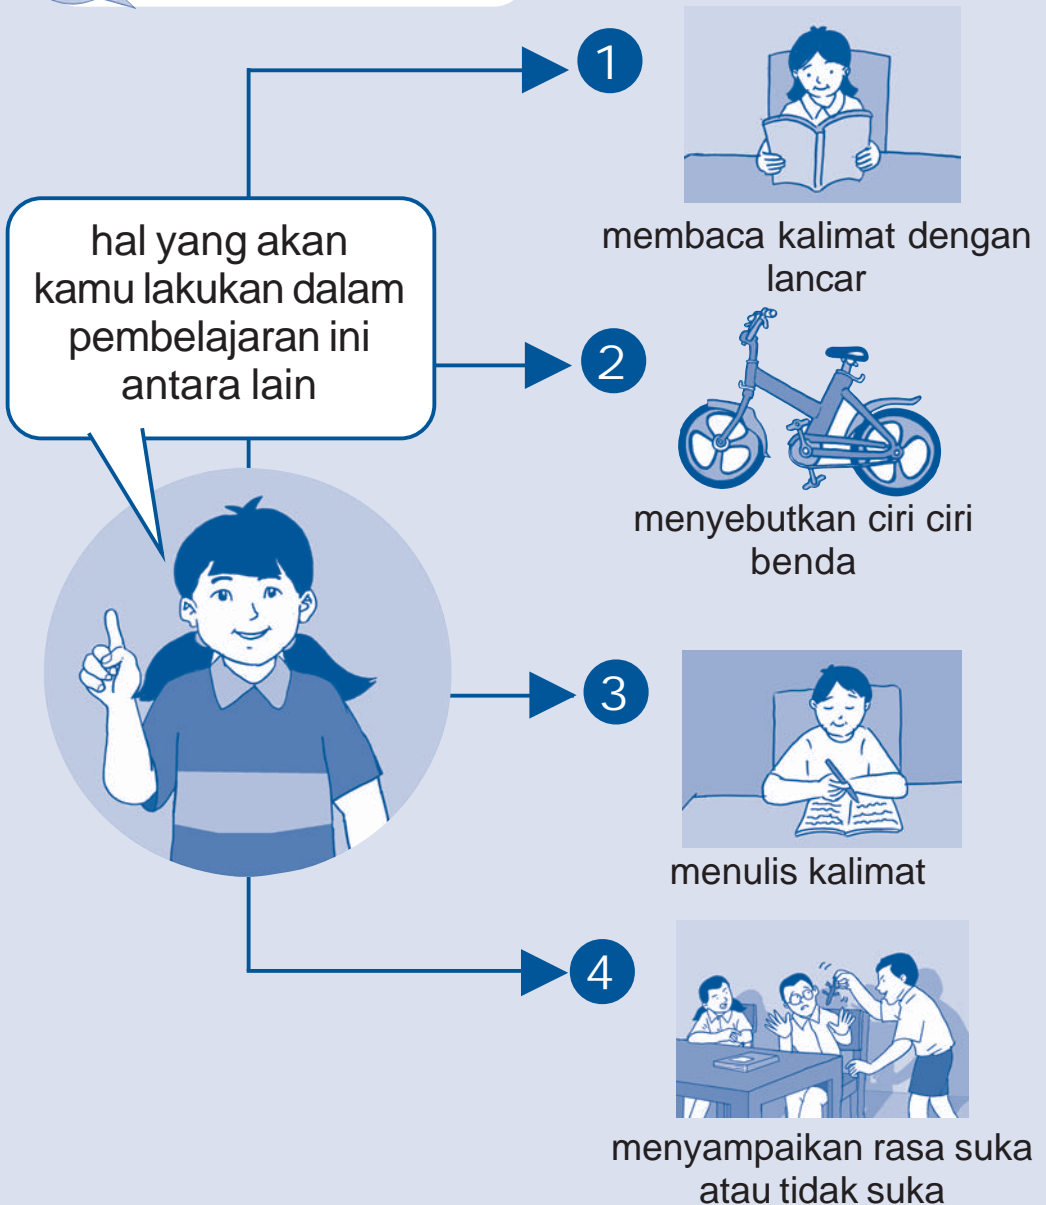 hal yang akan
kamu lakukan dalam
pembelajaran ini
antara lain
1
membaca kalimat dengan
lancar
2
menyebutkan ciri ciri
benda
3
menulis kalimat
4
menyampaikan rasa suka
atau tidak suka